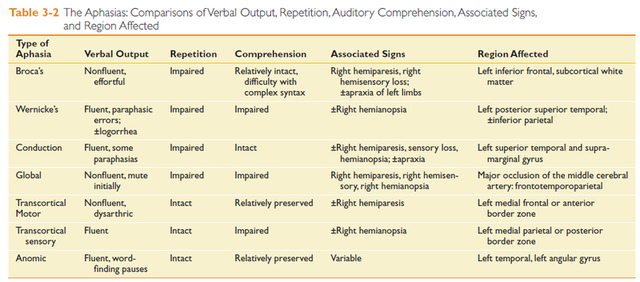 Table 3-2 The Aphasias: Comparisons of Verbal Output, Repetition, Auditory Comprehension, Associated Signs,
and Region Affected
Type of
Aphasia Verbal Output Repetition Comprehension Associated Signs Region Affected
Broca's Nonfluent, Impaired Relatively intact, Right hemiparesis, right Left inferior frontal, subcortical white
effortful difficulty with hemisensory loss; matter
complex syntax ±apraxia of left limbs
Wernicke's Fluent, paraphasic Impaired Impaired ±Right hemianopsia Left posterior superior temporal;
errors; ±inferior parietal
±logorrhea
Conduction Fluent, some Impaired Intact ±Right hemiparesis, sensory loss, Left superior temporal and supra-
paraphasias hemianopsia; ±apraxia marginal gyrus
Global Nonfluent, mute Impaired Impaired Right hemiparesis, right hemisen- Major occlusion of the middle cerebral
initially sory, right hemianopsia artery: frontotemporoparietal
Transcortical Nonfluent, Intact Relatively preserved ±Right hemiparesis Left medial frontal or anterior
Motor dysarthric border zone
Transcortical Fluent Intact Impaired ±Right hemianopsia Left medial parietal or posterior
sensory border zone
Anomic Fluent, word- Intact Relatively preserved Variable Left temporal, left angular gyrus
finding pauses